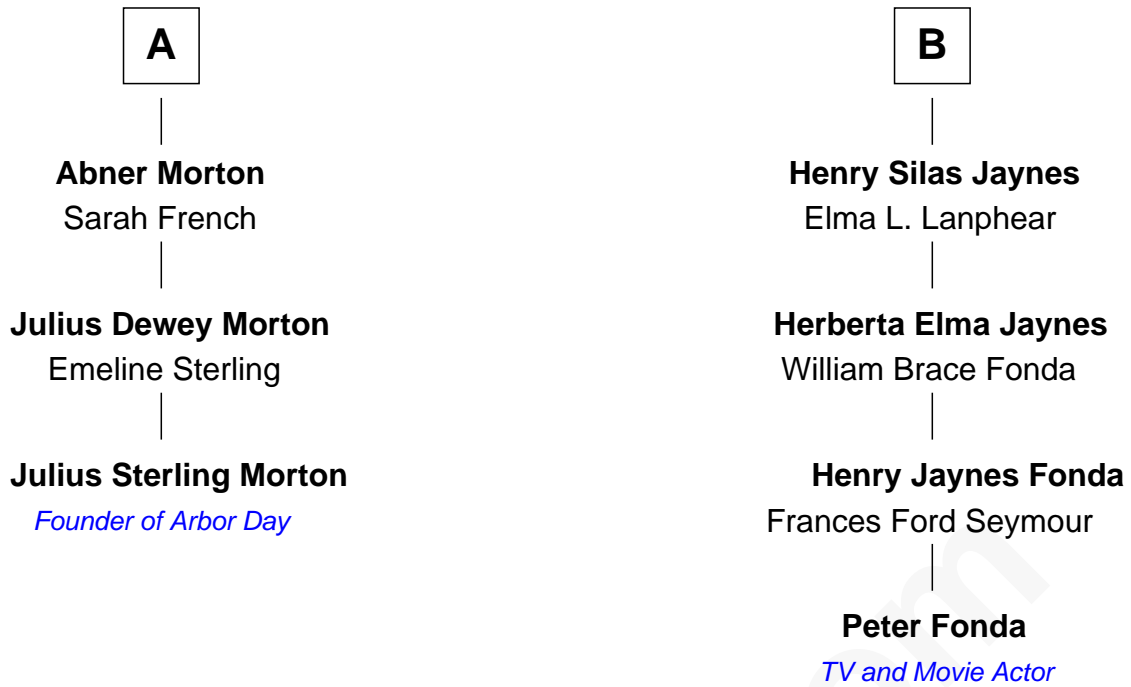 A
Abner Morton
Sarah French
Julius Dewey Morton
Emeline Sterling
Julius Sterling Morton
Founder of Arbor Day
B
Henry Silas Jaynes
Elma L. Lanphear
Herberta Elma Jaynes
William Brace Fonda
Henry Jaynes Fonda
Frances Ford Seymour
Peter Fonda
TV and Movie Actor